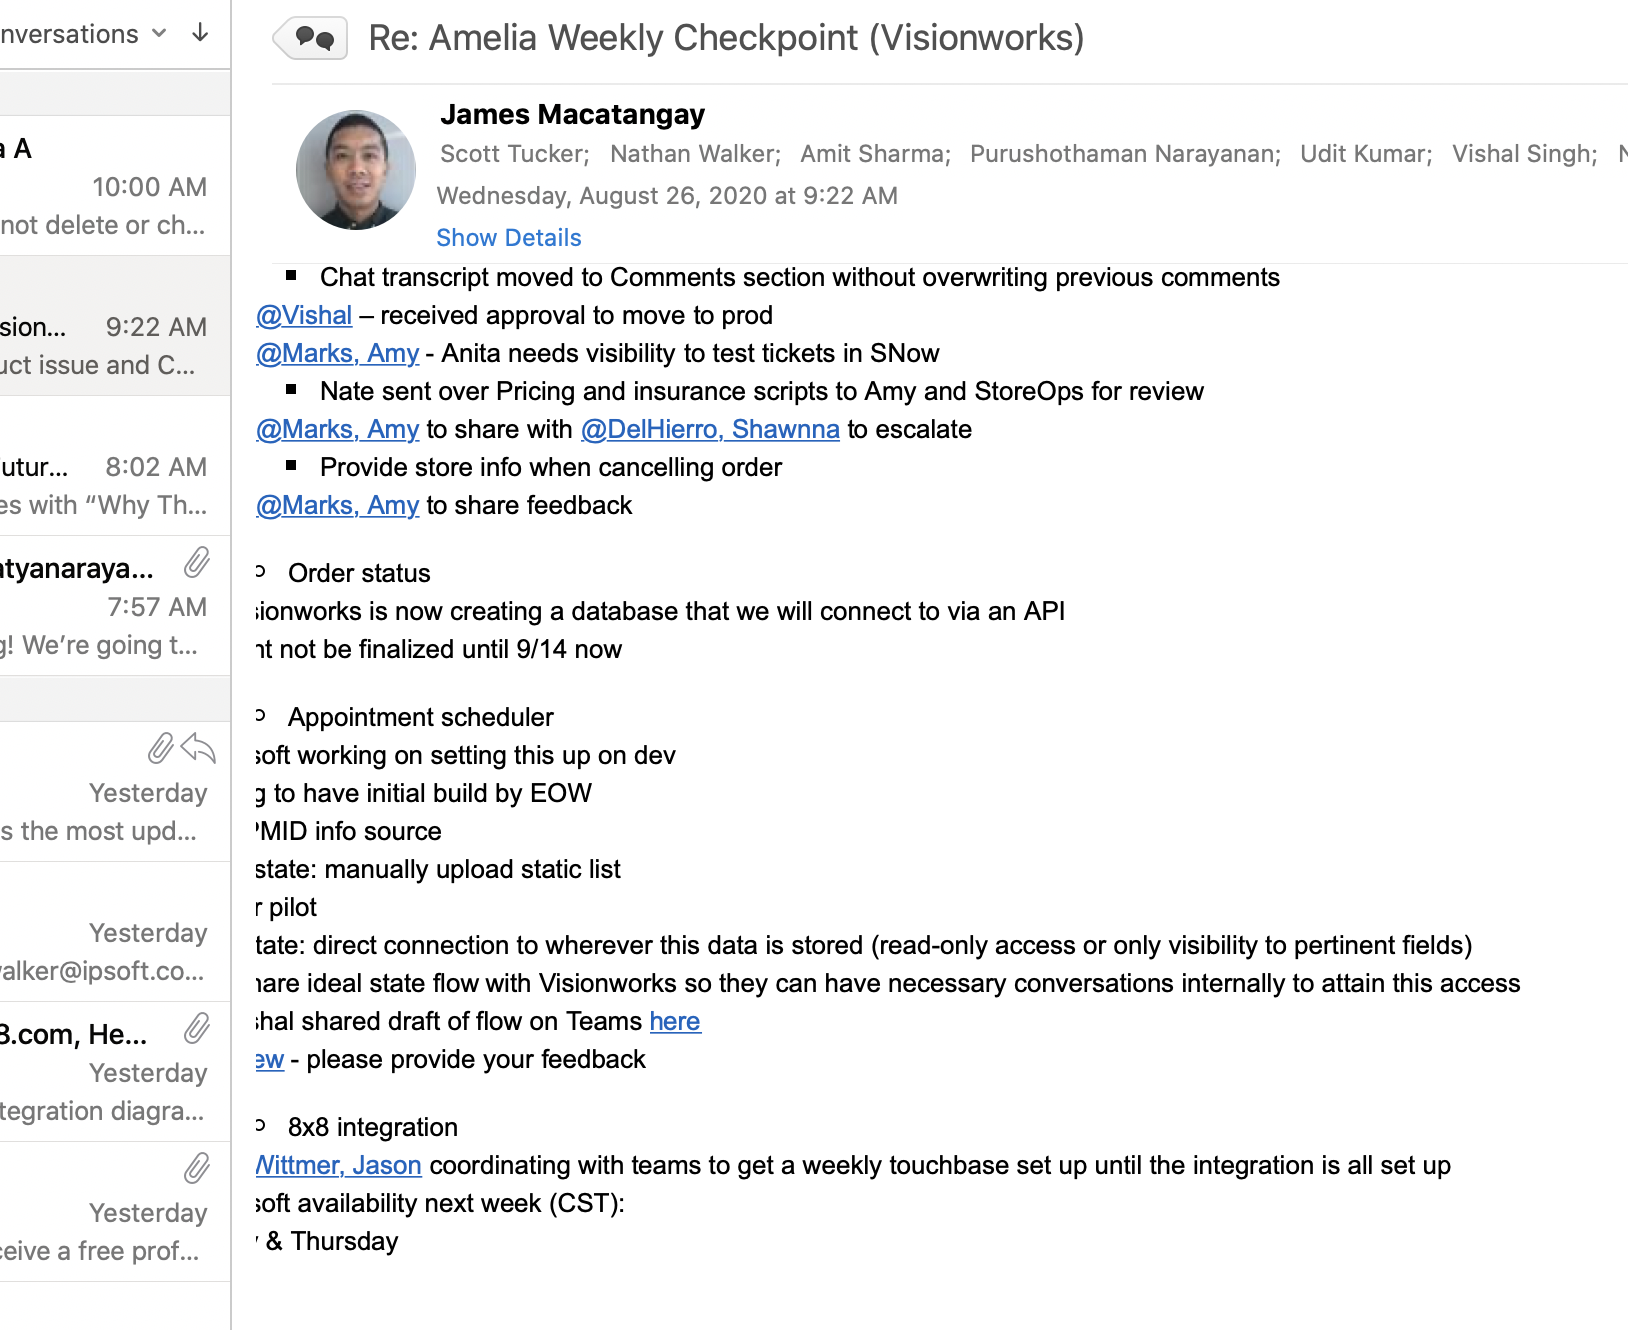 nversations
a A
10:00 AM
not delete or ch...
sion... 9:22 AM
uct issue and C...
utur... 8:02 AM
es with “Why Th...
atyanaraya...
7:57 AM
g! We’re going t...
Yesterday
s the most upd...
Yesterday
valker@ipsoft.co...
8.com, He...
Yesterday
tegration diagra...
Yesterday
ceive a free prof...
Re: Amelia Weekly Checkpoint (Visionworks)
James Macatangay
Scott Tucker; Nathan Walker; Amit Sharma; Purushothaman Narayanan; Udit Kumar; Vishal Singh; N
Wednesday, August 26, 2020 at 9:22 AM
Show Details
▪ Chat transcript moved to Comments section without overwriting previous comments
@Vishal – received approval to move to prod
@Marks, Amy - Anita needs visibility to test tickets in SNow
▪ Nate sent over Pricing and insurance scripts to Amy and StoreOps for review
@Marks, Amy to share with @DelHierro, Shawnna to escalate
▪ Provide store info when cancelling order
@Marks, Amy to share feedback
o Order status
sionworks is now creating a database that we will connect to via an API
nt not be finalized until 9/14 now
o Appointment scheduler
soft working on setting this up on dev
g to have initial build by EOW
PMID info source
state: manually upload static list
r pilot
tate: direct connection to wherever this data is stored (read-only access or only visibility to pertinent fields)
hare ideal state flow with Visionworks so they can have necessary conversations internally to attain this access
shal shared draft of flow on Teams here
ew - please provide your feedback
o 8x8 integration
Wittmer, Jason coordinating with teams to get a weekly touchbase set up until the integration is all set up
soft availability next week (CST):
y & Thursday